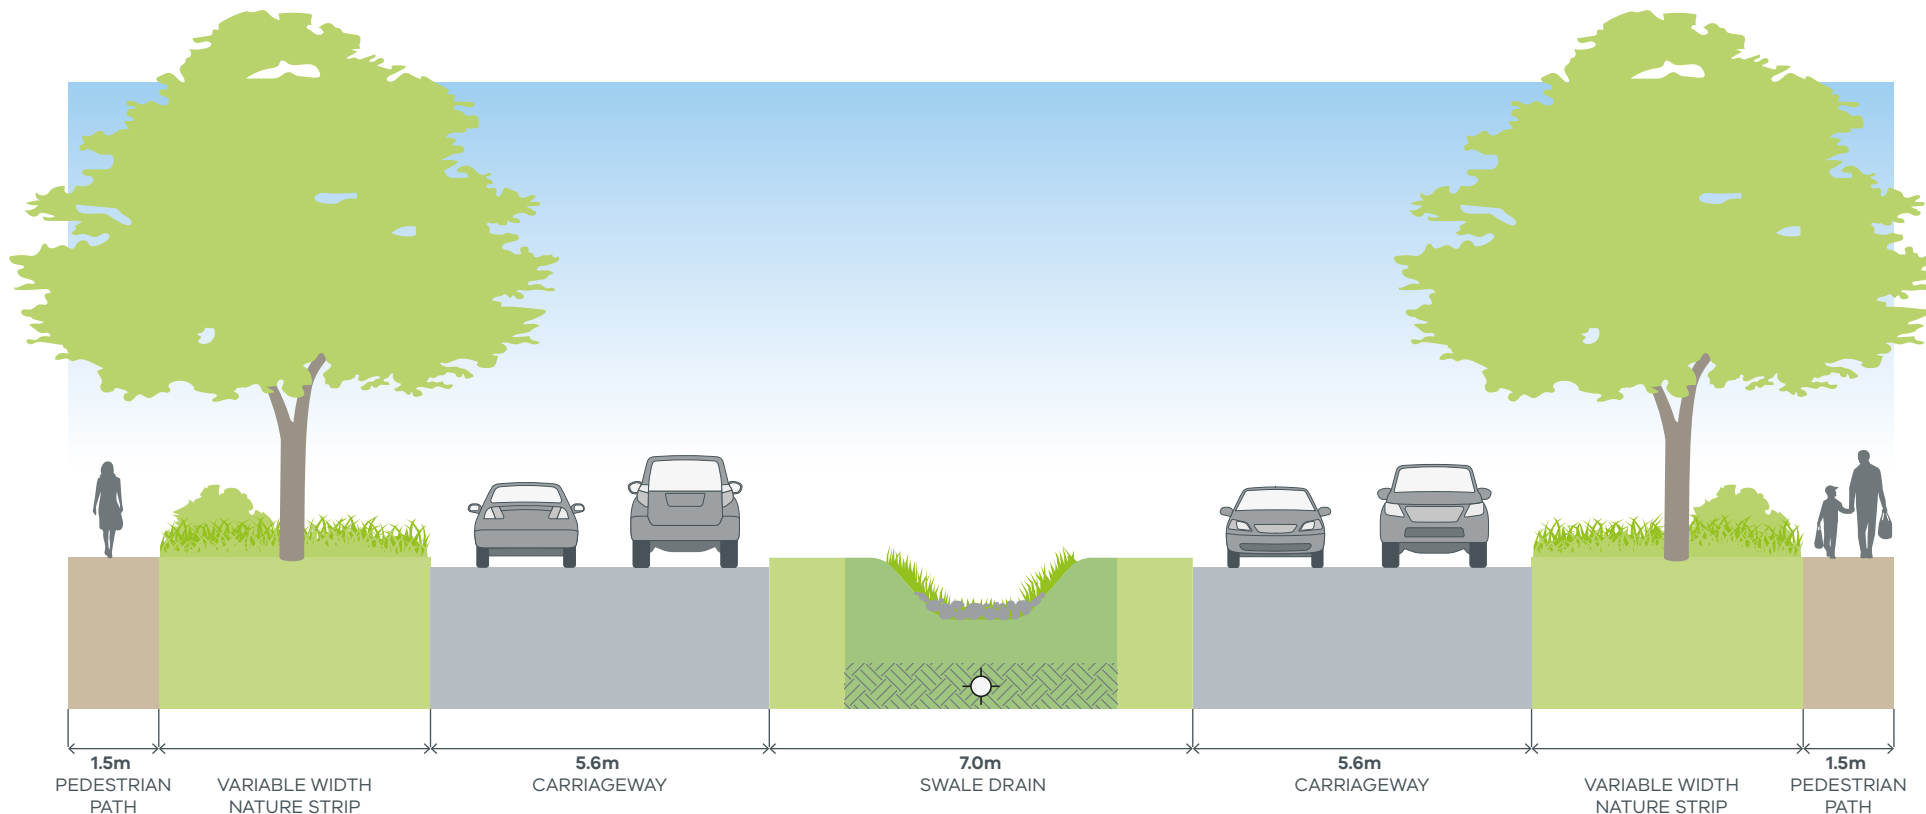 1.5m
PEDESTRIAN
PATH
VARIABLE WIDTH
NATURE STRIP
5.6m
CARRIAGEWAY
7.0m
SWALE DRAIN
5.6m
CARRIAGEWAY
VARIABLE WIDTH
NATURE STRIP
1.5m
PEDESTRIAN
PATH